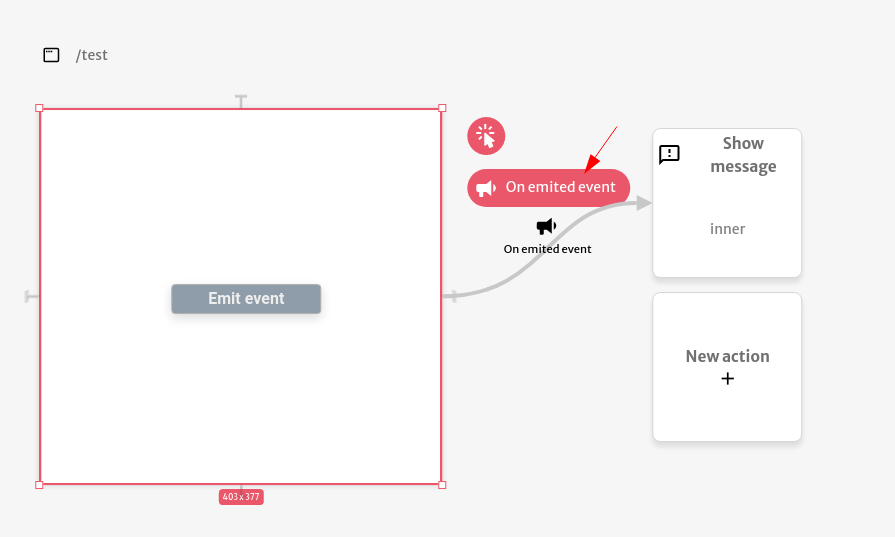 /test
On emited event
On emited event
Emit event
403 x 377
Show
message
inner
New action